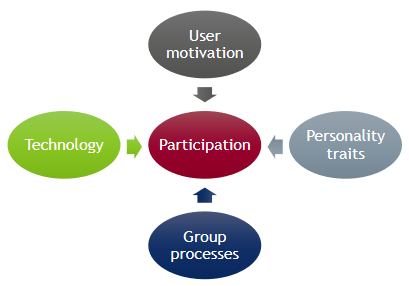 User
motivation
Technology
Participation
Personality
traits
Group
processes